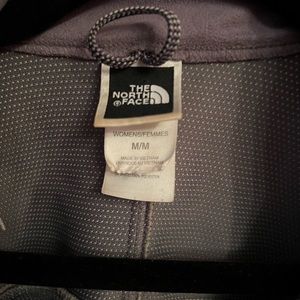 THE
NORTH
FACE
WOMENS/FEMMES
M/M
MADE IN VIETNAM